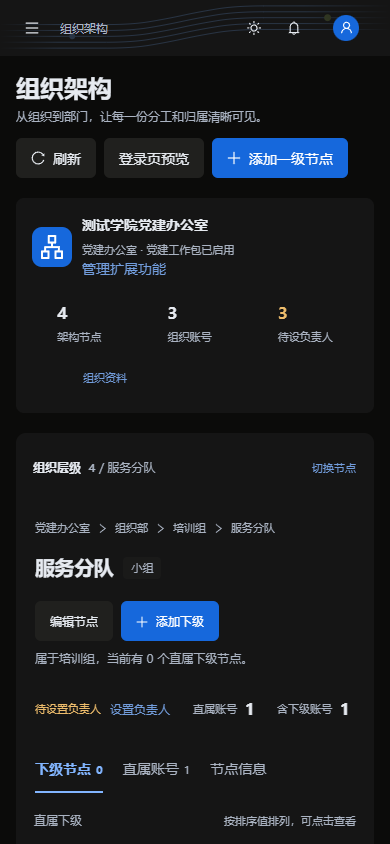 组织架构
组织架构
从组织到部门，让每一份分工和归属清晰可见。
刷新 登录页预览 添加一级节点
测试学院党建办公室
党建办公室 · 党建工作包已启用
管理扩展功能
4 3 3
架构节点 组织账号 待设负责人
组织资料
组织层级 4 / 服务分队 切换节点
党建办公室 > 组织部 > 培训组 > 服务分队
服务分队 小组
编辑节点 添加下级
属于培训组，当前有 0 个直属下级节点。
待设置负责人 设置负责人 直属账号 1 含下级账号 1
下级节点 0 直属账号 1 节点信息
直属下级 按排序值排列，可点击查看